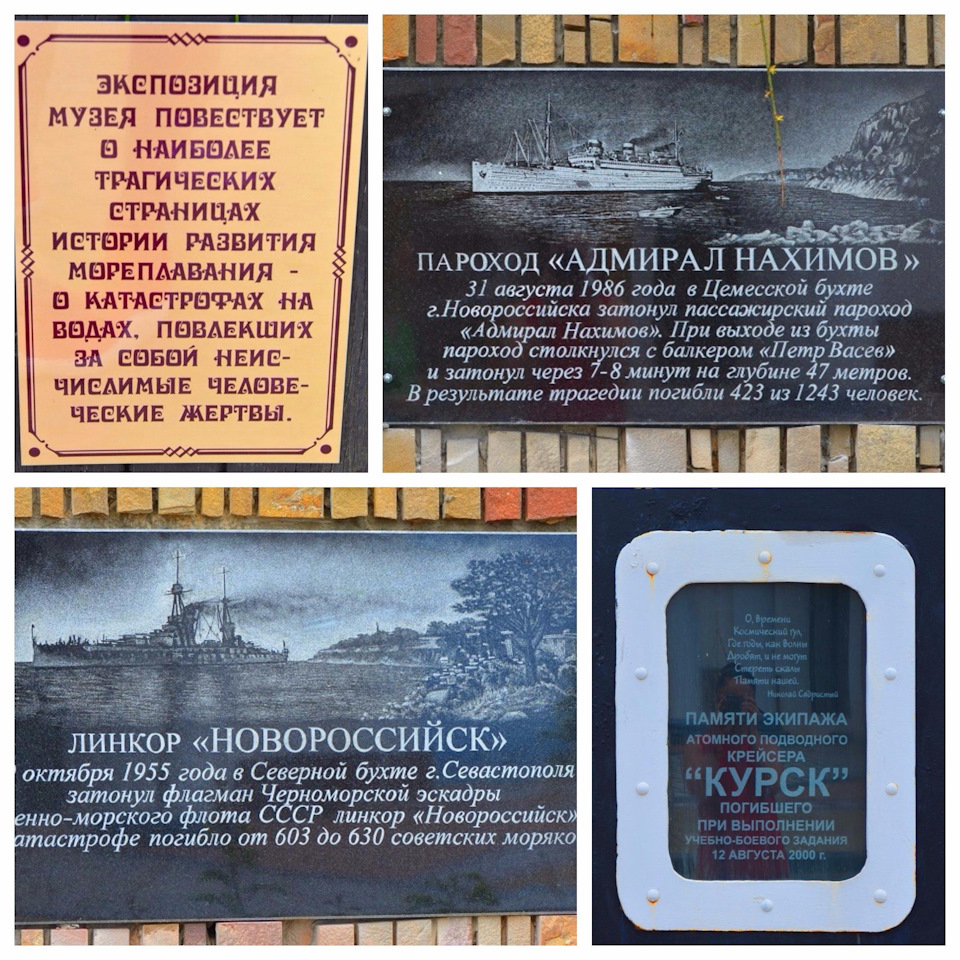 ЭКСПОЗИЦИЯ
МУЗЕЯ ПОВЕСТВУЕТ
О НАИБОЛЕЕ
ТРАГИЧЕСКИХ
СТРАНИЦАХ
ИСТОРИИ РАЗВИТИЯ
МОРЕПЛАВАНИЯ -
О КАТАСТРОФАХ НА
ВОДАХ, ПОВЛЕКШИХ
ЗА СОБОЙ НЕИС-
ЧИСЛИМЫЕ ЧЕЛОВЕ-
ЧЕСКИЕ ЖЕРТВЫ.
ПАРОХОД «АДМИРАЛ НАХИМОВ»
31 августа 1986 года в Цемесской бухте
г.Новороссийска затонул пассажирский пароход
«Адмирал Нахимов». При выходе из бухты
пароход столкнулся с балкером «Петр Васев»
и затонул через 7-8 минут на глубине 47 метров.
В результате трагедии погибли 423 из 1243 человек.
ЛИНКОР «НОВОРОССИЙСК»
октября 1955 года в Северной бухте г.Севастополя
затонул флагман Черноморской эскадры
енно-морского флота СССР линкор «Новороссийск»
атастрофе погибло от 603 до 630 советских моряко
О, времени
Космический гул,
Где годы, как волны
Дробят, и не могут
Стереть скалы
Памяти нашей.
Николай Садристый
ПАМЯТИ ЭКИПАЖА
АТОМНОГО ПОДВОДНОГО
КРЕЙСЕРА
“КУРСК”
ПОГИБШЕГО
ПРИ ВЫПОЛНЕНИИ
УЧЕБНО-БОЕВОГО ЗАДАНИЯ
12 АВГУСТА 2000 г.